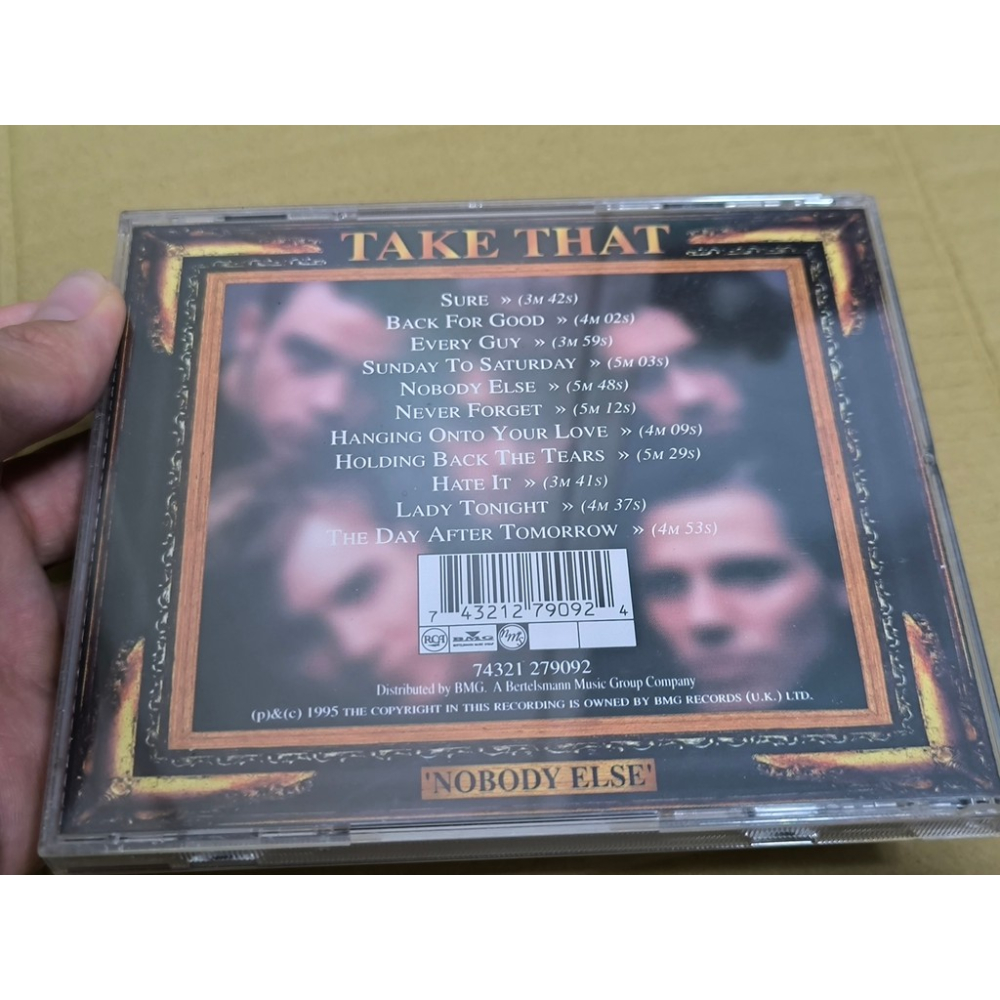 TAKE THAT
SURE » (3M 42S)
BACK FOR GOOD » (4M 02S)
EVERY GUY » (3M 59S)
SUNDAY TO SATURDAY » (5M 03S)
NOBODY ELSE » (5M 48S)
NEVER FORGET » (5M 12S)
HANGING ONTO YOUR LOVE » (4M 09S)
HOLDING BACK THE TEARS » (5M 29S)
HATE IT » (3M 41S)
LADY TONIGHT » (4M 37S)
THE DAY AFTER TOMORROW » (4M 53S)
7 43212 79092 4
RCA BMG
74321 279092
Distributed by BMG. A Bertelsmann Music Group Company
(p)&(c) 1995 THE COPYRIGHT IN THIS RECORDING IS OWNED BY BMG RECORDS (U.K.) LTD.
'NOBODY ELSE'